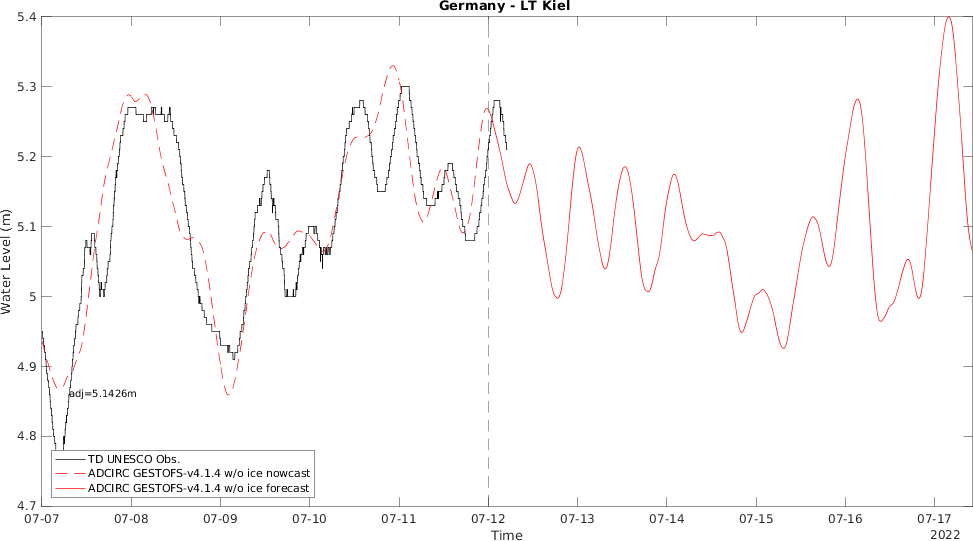 Germany - LT Kiel
5.4
5.3
5.2
5.1
5
4.9
4.8
4.7
Water Level (m)
adj=5.1426m
TD UNESCO Obs.
ADCIRC GESTOFS-v4.1.4 w/o ice nowcast
ADCIRC GESTOFS-v4.1.4 w/o ice forecast
07-07 07-08 07-09 07-10 07-11 07-12 07-13 07-14 07-15 07-16 07-17
Time
2022